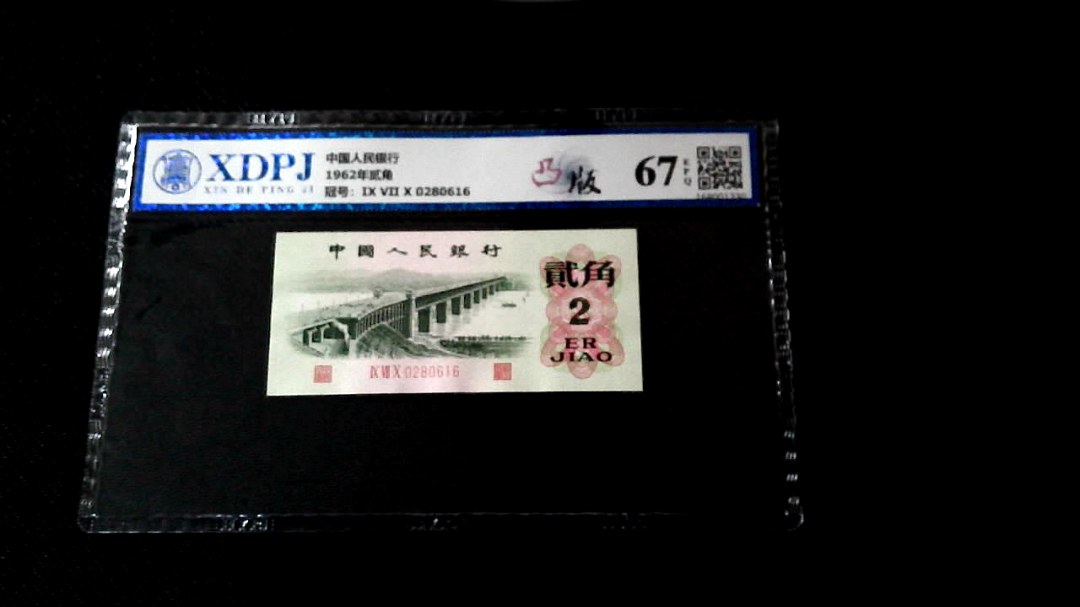 XDPJ
XIN DE PING JI
中国人民银行
1962年贰角
冠号: IX VII X 0280616
凸版
67
EPQ
中國人民銀行
貳角
2
ER
JIAO
IX VII X 0280616